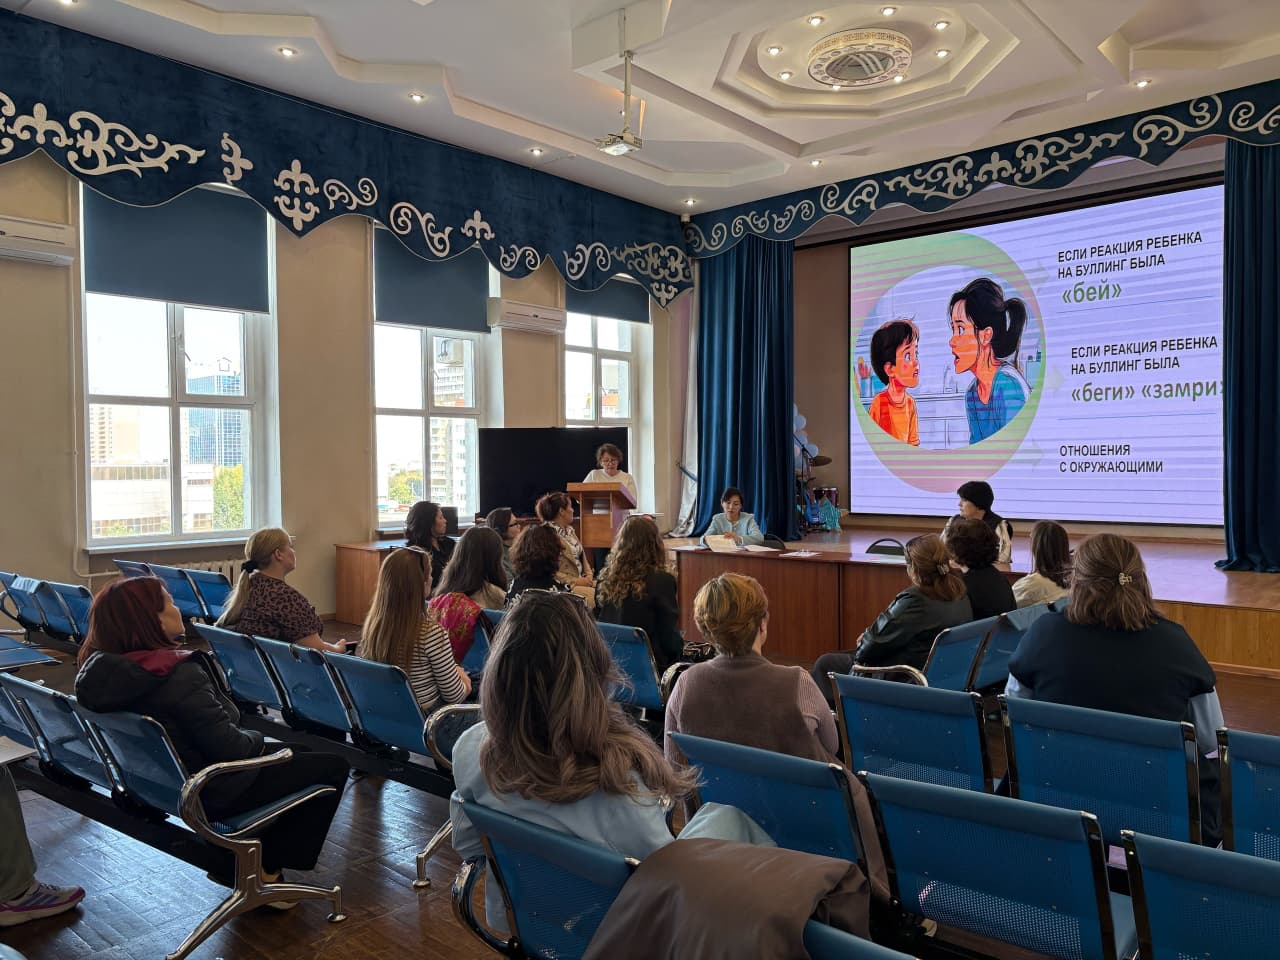 ЕСЛИ РЕАКЦИЯ РЕБЕНКА
НА БУЛЛИНГ БЫЛА
«бей»
ЕСЛИ РЕАКЦИЯ РЕБЕНКА
НА БУЛЛИНГ БЫЛА
«беги» «замри»
ОТНОШЕНИЯ
С ОКРУЖАЮЩИМИ